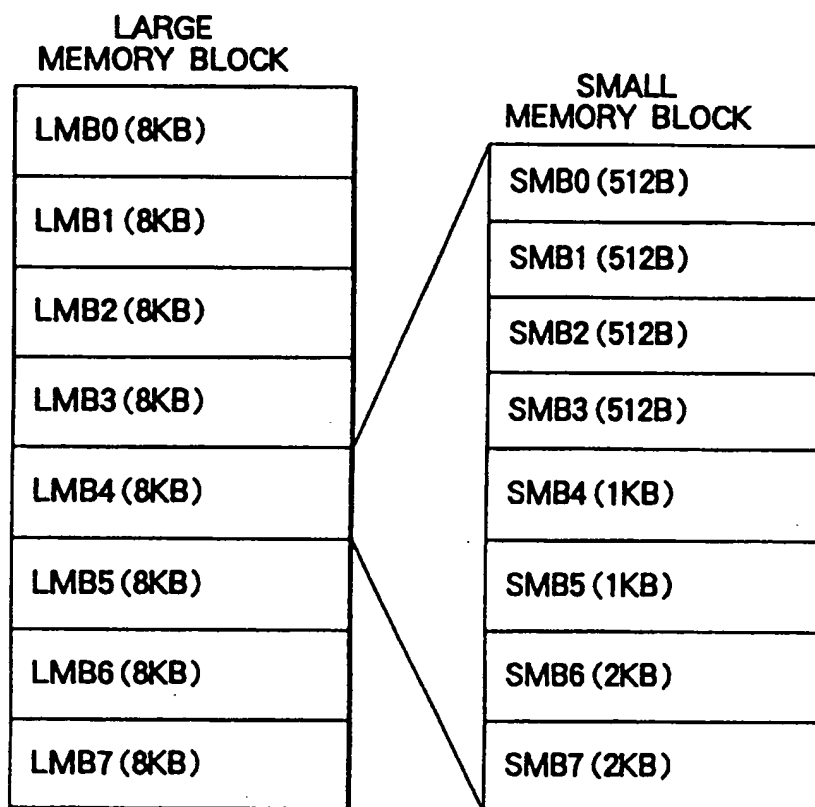 LARGE
MEMORY BLOCK
LMB0 (8KB)
LMB1 (8KB)
LMB2 (8KB)
LMB3 (8KB)
LMB4 (8KB)
LMB5 (8KB)
LMB6 (8KB)
LMB7 (8KB)
SMALL
MEMORY BLOCK
SMB0 (512B)
SMB1 (512B)
SMB2 (512B)
SMB3 (512B)
SMB4 (1KB)
SMB5 (1KB)
SMB6 (2KB)
SMB7 (2KB)